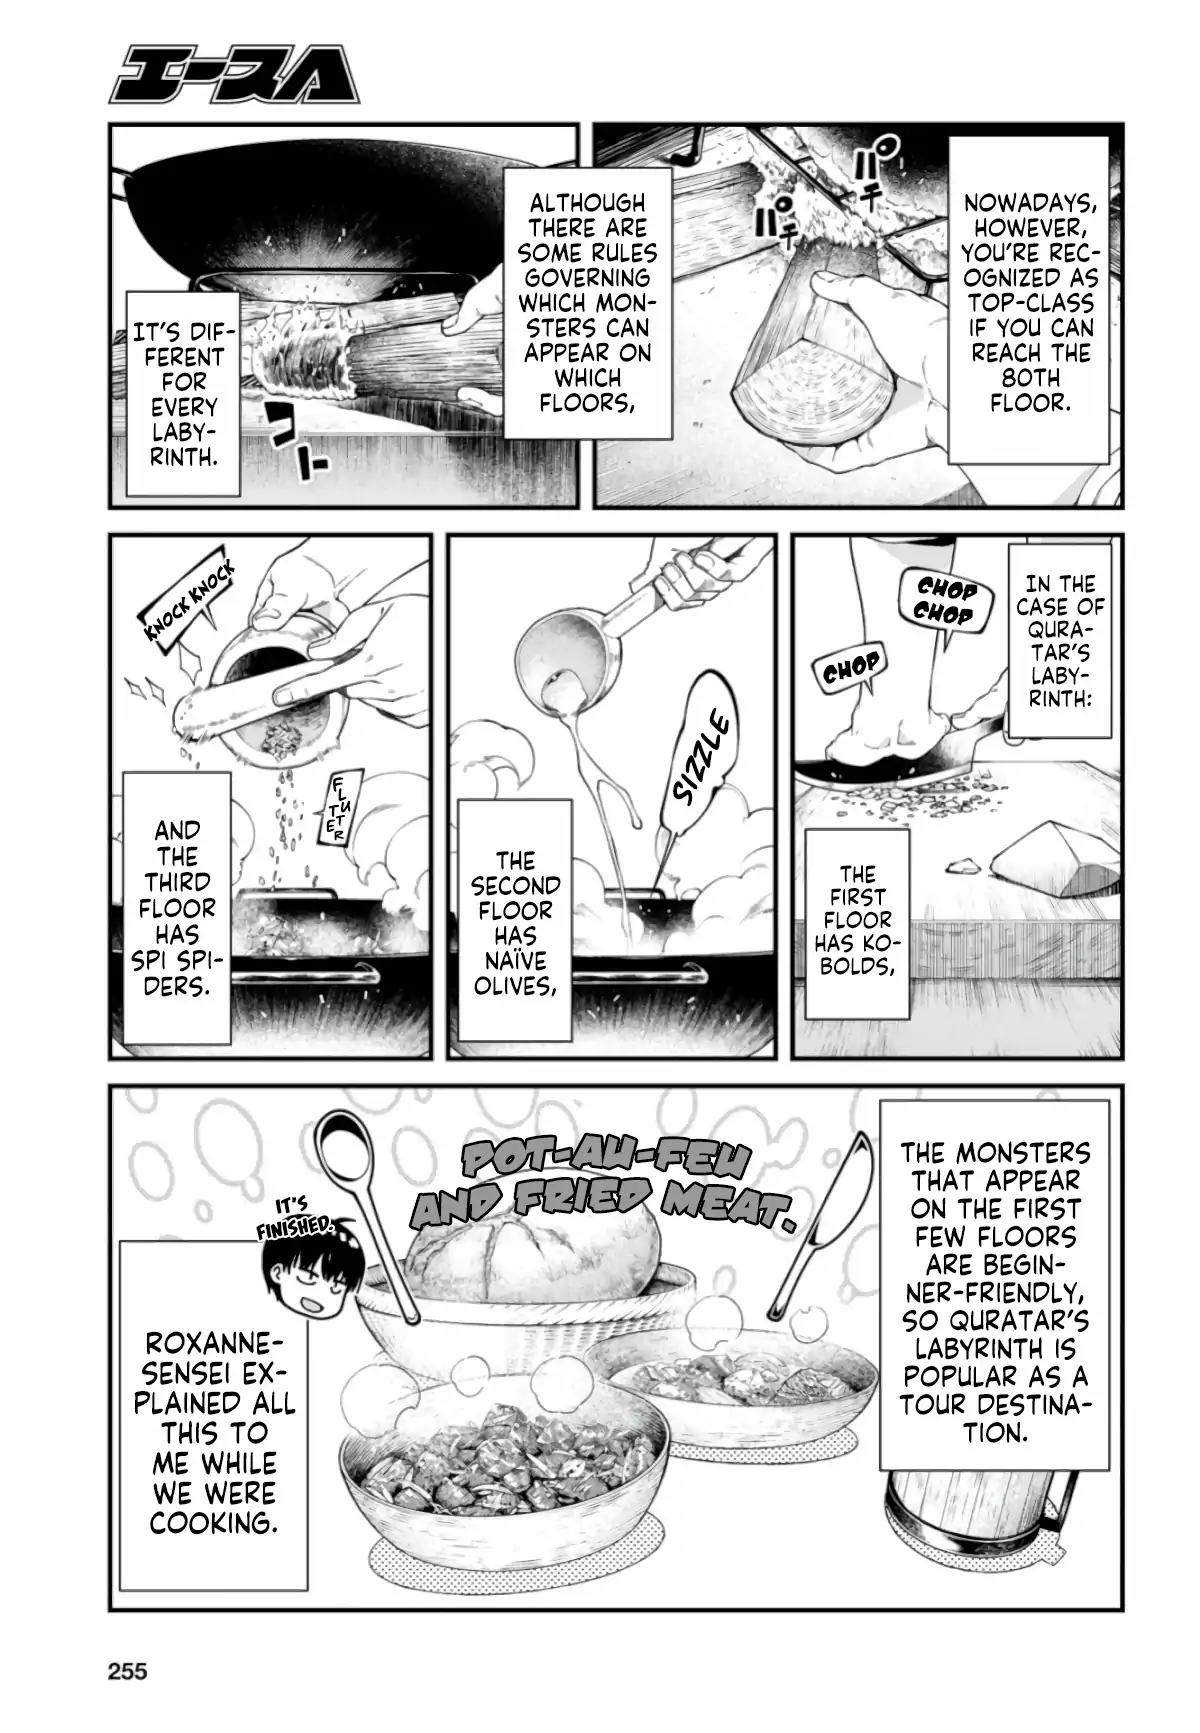 エースA
NOWADAYS,
HOWEVER,
YOU'RE REC-
OGNIZED AS
TOP-CLASS
IF YOU CAN
REACH THE
80TH
FLOOR.
パチ
パチ
ALTHOUGH
THERE ARE
SOME RULES
GOVERNING
WHICH MON-
STERS CAN
APPEAR ON
WHICH
FLOORS,
IT'S DIF-
FERENT
FOR
EVERY
LABY-
RINTH.
コト
IN THE
CASE OF
QURA-
TAR'S
LABY-
RINTH:
CHOP
CHOP
CHOP
THE
FIRST
FLOOR
HAS KO-
BOLDS,
SIZZLE
THE
SECOND
FLOOR
HAS
NAÏVE
OLIVES,
KNOCK KNOCK
FLUTTER
AND
THE
THIRD
FLOOR
HAS
SPI SPI-
DERS.
THE MONSTERS
THAT APPEAR
ON THE FIRST
FEW FLOORS
ARE BEGIN-
NER-FRIENDLY,
SO QURATAR'S
LABYRINTH IS
POPULAR AS A
TOUR DESTINA-
TION.
POT-AU-FEU
AND FRIED MEAT.
IT'S
FINISHED.
ROXANNE-
SENSEI EX-
PLAINED ALL
THIS TO
ME WHILE
WE WERE
COOKING.
255